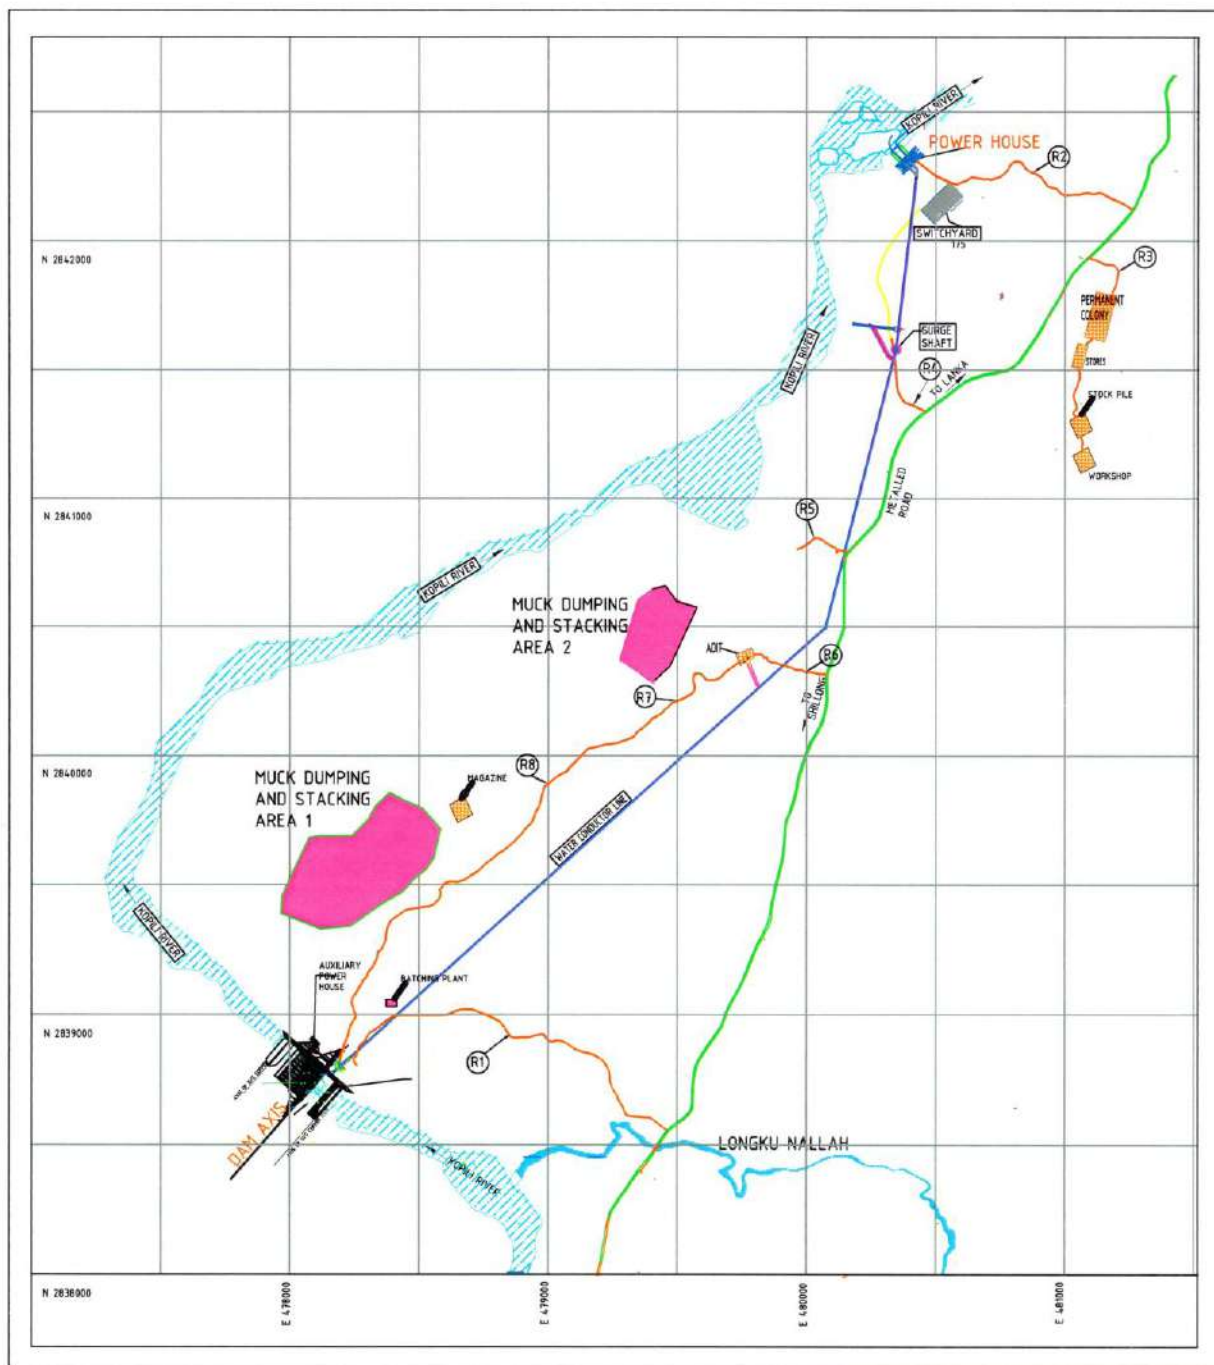 KOPILI RIVER
POWER HOUSE
R2
SWITCHYARD
175
N 2842000
R3
PERMANENT
COLONY
SURGE
SHAFT
KOPILI RIVER
STORES
R4
TO LANKA
STOCK PILE
WORKSHOP
METALLED
ROAD
N 2841000
R5
KOPILI RIVER
MUCK DUMPING
AND STACKING
AREA 2
ADIT
R6
R7
TO
SHILLONG
N 2840000
R8
MUCK DUMPING
AND STACKING
AREA 1
MAGAZINE
WATER CONDUCTOR LINE
KOPILI RIVER
AUXILIARY
POWER
HOUSE
BATCHING PLANT
N 2839000
R1
DAM AXIS
LONGKU NALLAH
KOPILI RIVER
N 2838000
E 478000
E 479000
E 480000
E 481000